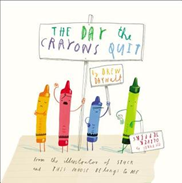 THE DAY the
CRAYONS QUIT
by DREW
DAYWALT
from the illustrator of STUCK
and THIS MOOSE BELONGS TO ME